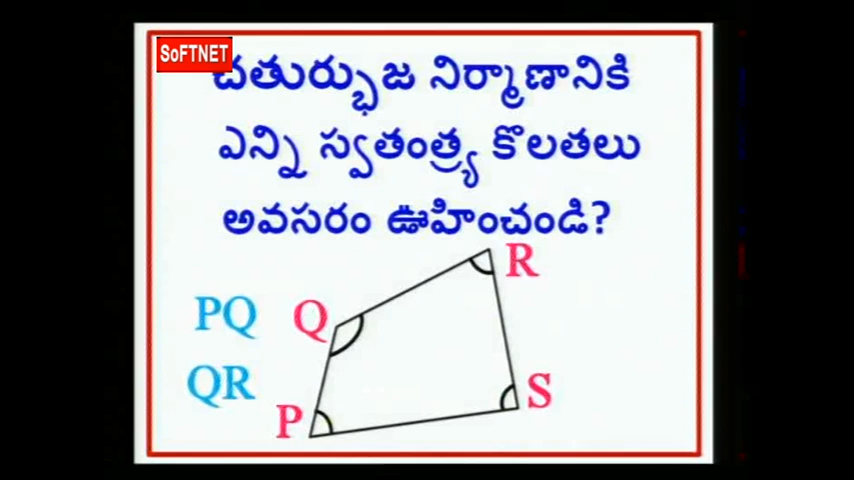 SoFTNET
చతుర్భుజ నిర్మాణానికి
ఎన్ని స్వతంత్ర్య కొలతలు
అవసరం ఊహించండి?
R
PQ
Q
QR
S
P